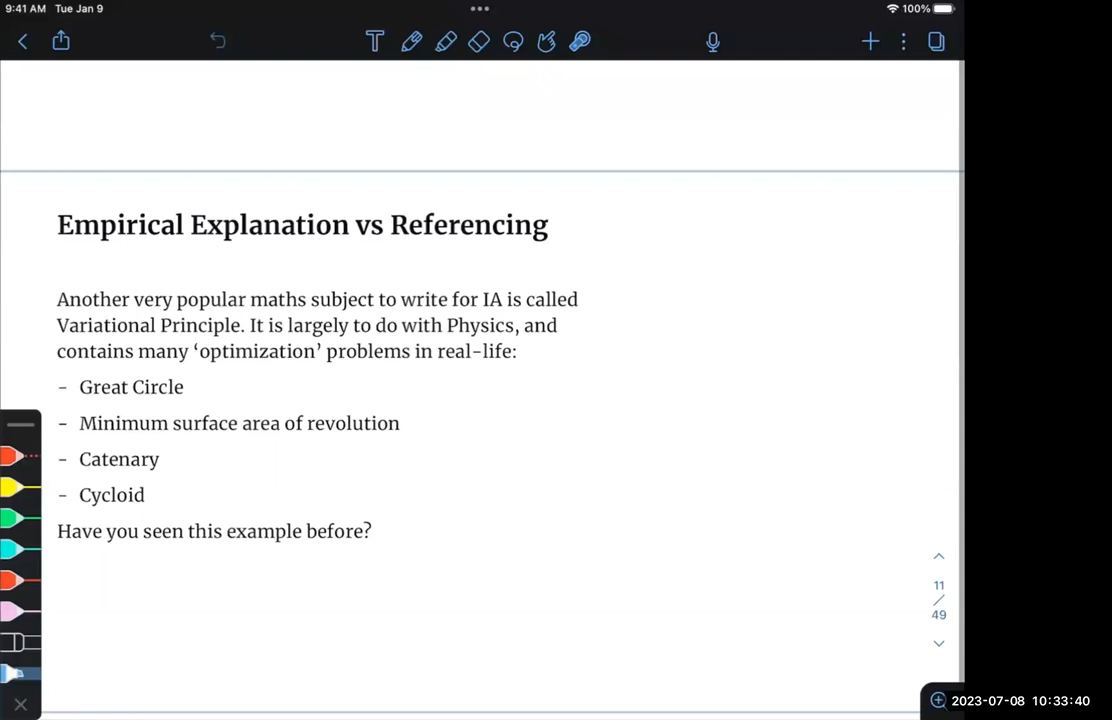 9:41 AM Tue Jan 9
100%
Empirical Explanation vs Referencing
Another very popular maths subject to write for IA is called
Variational Principle. It is largely to do with Physics, and
contains many ‘optimization’ problems in real-life:
- Great Circle
- Minimum surface area of revolution
- Catenary
- Cycloid
Have you seen this example before?
11
/
49
2023-07-08 10:33:40